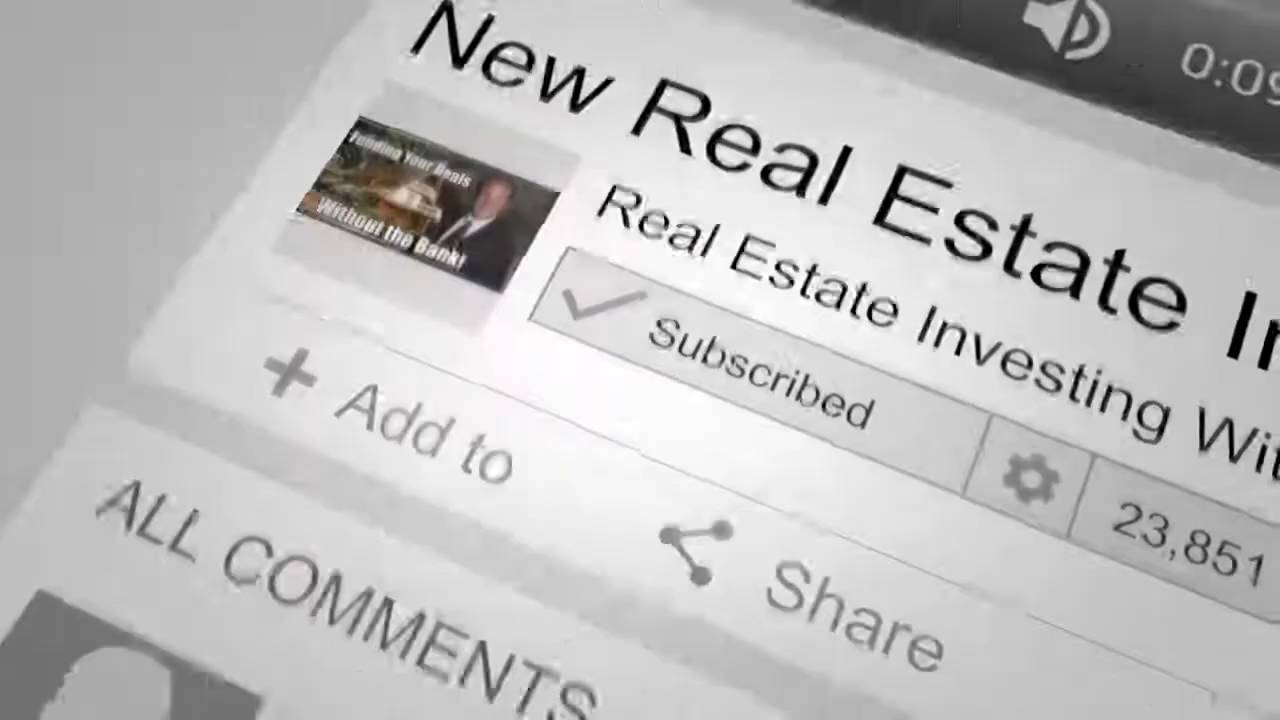 0:09
New Real Estate In
Funding Your Deals
Without the Bank!
Real Estate Investing Wit
Subscribed
23,851
Add to
Share
ALL COMMENTS